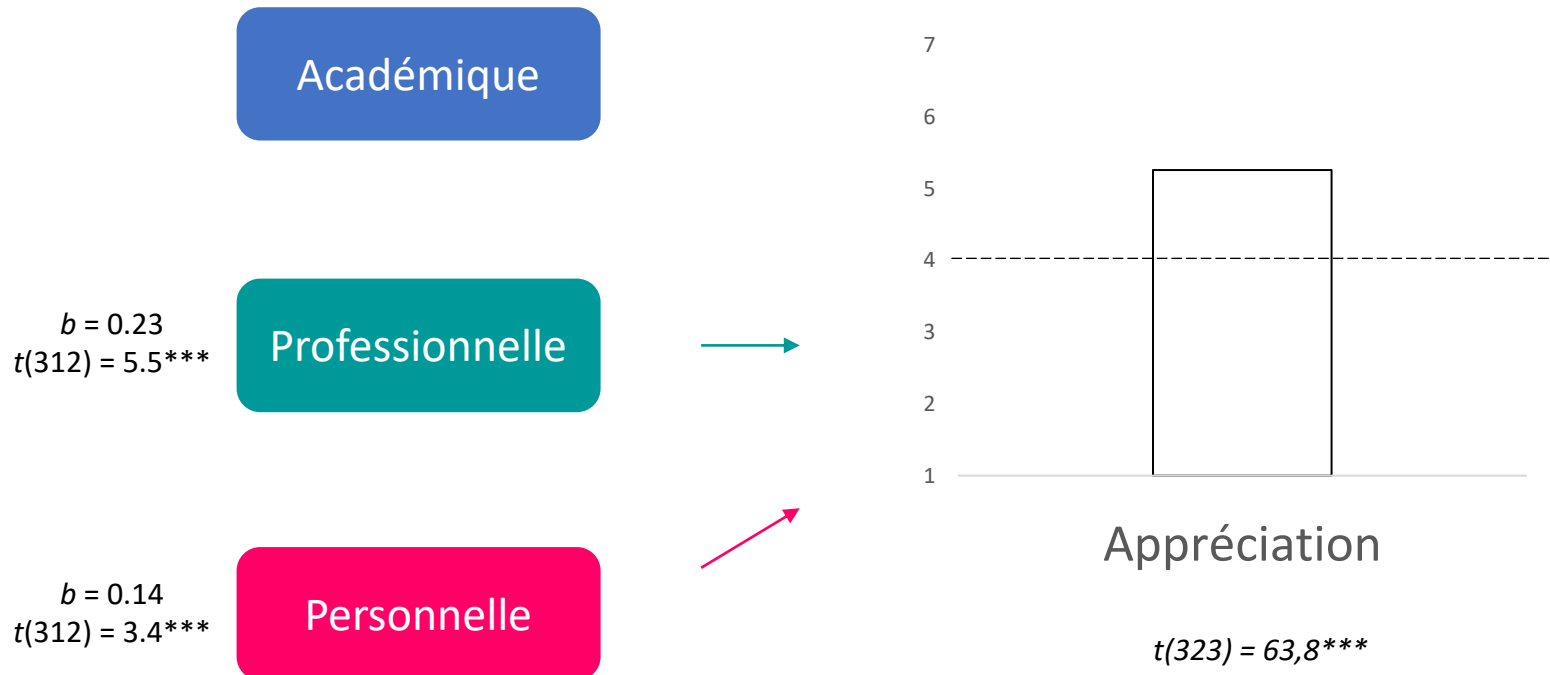 Académique
b = 0.23
t(312) = 5.5***
Professionnelle
b = 0.14
t(312) = 3.4***
Personnelle
7
6
5
4
3
2
1
Appréciation
t(323) = 63,8***